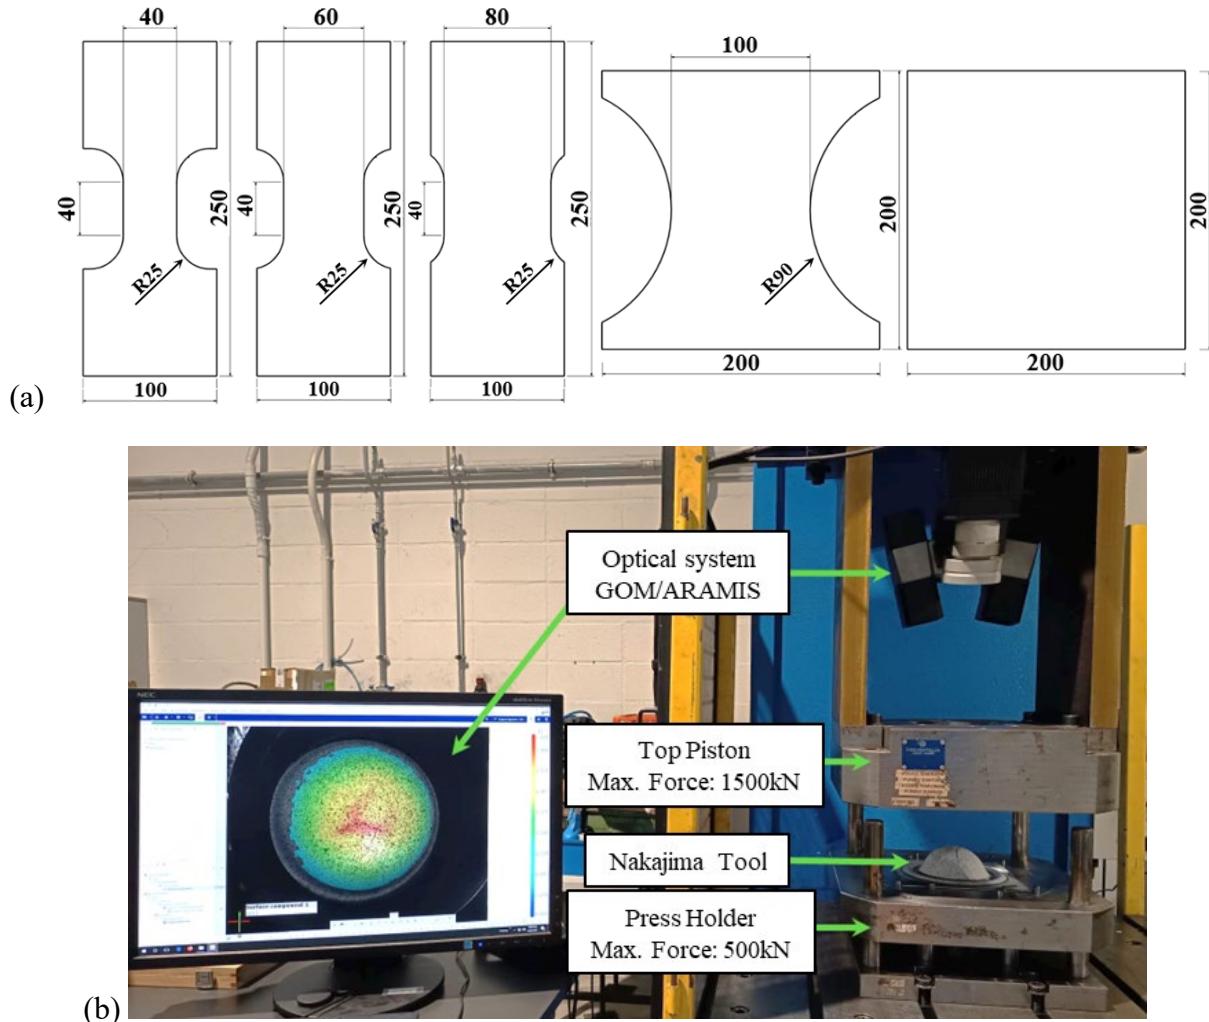 40
60
80
100
40
40
40
250
250
250
200
200
R25
R25
R25
R90
100
100
100
200
200
(a)
Optical system
GOM/ARAMIS
Top Piston
Max. Force: 1500kN
Nakajima Tool
Press Holder
Max. Force: 500kN
NEC
(b)